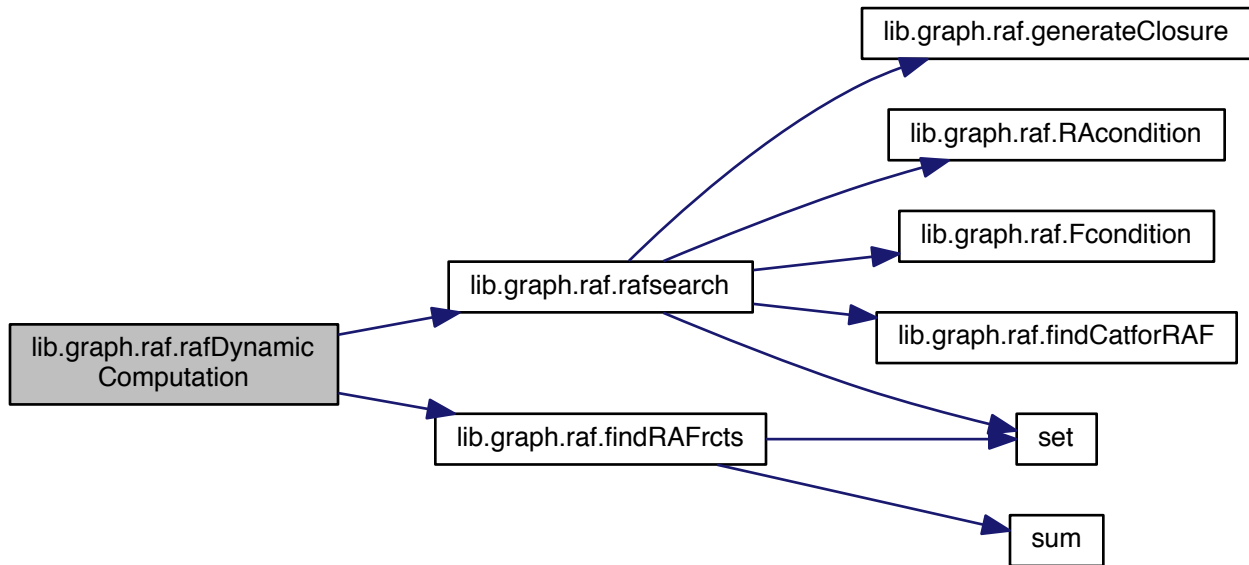 lib.graph.raf.generateClosure
lib.graph.raf.RAcondition
lib.graph.raf.Fcondition
lib.graph.raf.rafsearch
lib.graph.raf.findCatforRAF
lib.graph.raf.rafDynamic
Computation
lib.graph.raf.findRAFrcts
set
sum